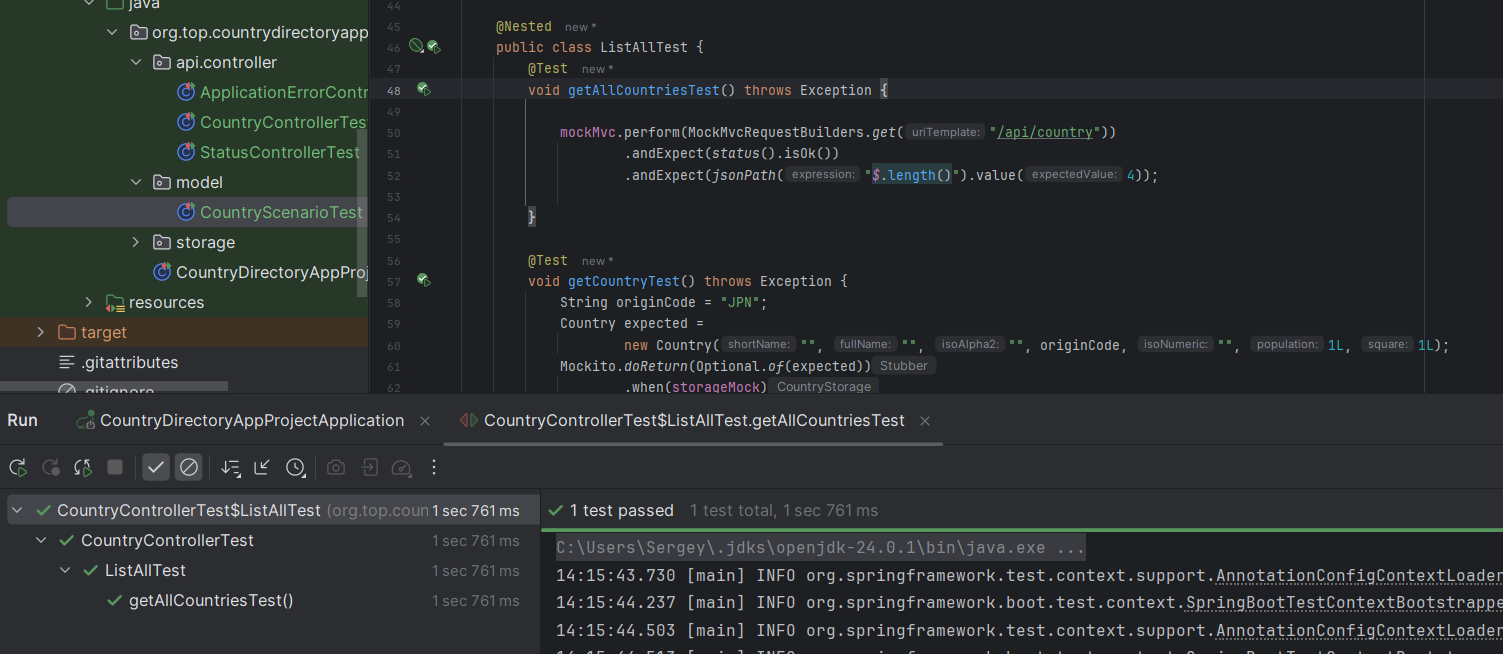 java
org.top.countrydirectoryapp
api.controller
ApplicationErrorContr
CountryControllerTes
StatusControllerTest
model
CountryScenarioTest
storage
CountryDirectoryAppProj
resources
target
.gitattributes
.gitignore
44
45 @Nested new *
46 public class ListAllTest {
47 @Test new *
48 void getAllCountriesTest() throws Exception {
49
50 mockMvc.perform(MockMvcRequestBuilders.get( uriTemplate: "/api/country"))
51 .andExpect(status().isOk())
52 .andExpect(jsonPath( expression: "$.length()").value( expectedValue: 4));
53
54 }
55
56 @Test new *
57 void getCountryTest() throws Exception {
58 String originCode = "JPN";
59 Country expected =
60 new Country( shortName: "", fullName: "", isoAlpha2: "", originCode, isoNumeric: "", population: 1L, square: 1L);
61 Mockito.doReturn(Optional.of(expected)) Stubber
62 .when(storageMock) CountryStorage
Run CountryDirectoryAppProjectApplication CountryControllerTest$ListAllTest.getAllCountriesTest
CountryControllerTest$ListAllTest (org.top.coun 1 sec 761 ms
CountryControllerTest 1 sec 761 ms
ListAllTest 1 sec 761 ms
getAllCountriesTest() 1 sec 761 ms
1 test passed 1 test total, 1 sec 761 ms
C:\Users\Sergey\.jdks\openjdk-24.0.1\bin\java.exe ...
14:15:43.730 [main] INFO org.springframework.test.context.support.AnnotationConfigContextLoader
14:15:44.237 [main] INFO org.springframework.boot.test.context.SpringBootTestContextBootstrappe
14:15:44.503 [main] INFO org.springframework.test.context.support.AnnotationConfigContextLoader